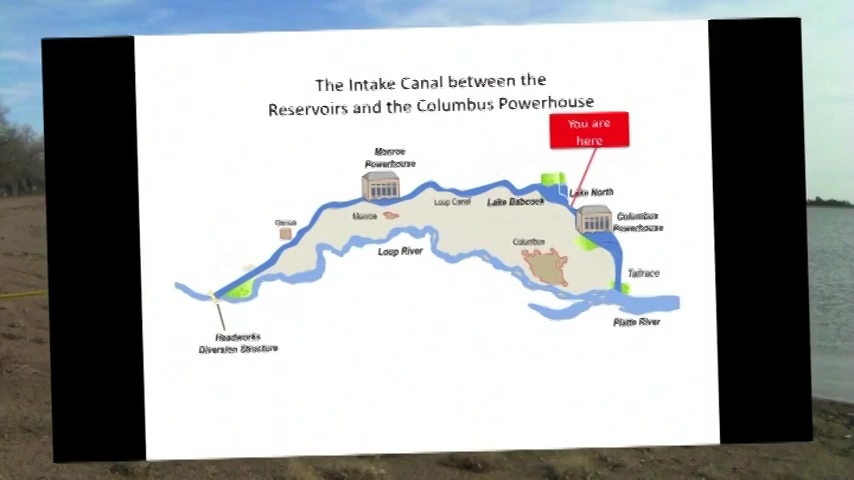 The Intake Canal between the
Reservoirs and the Columbus Powerhouse
You are
here
Monroe
Powerhouse
Lake North
Loup Canal
Lake Babcock
Monroe
Columbus
Powerhouse
Genoa
Columbus
Loup River
Tailrace
Platte River
Headworks
Diversion Structure